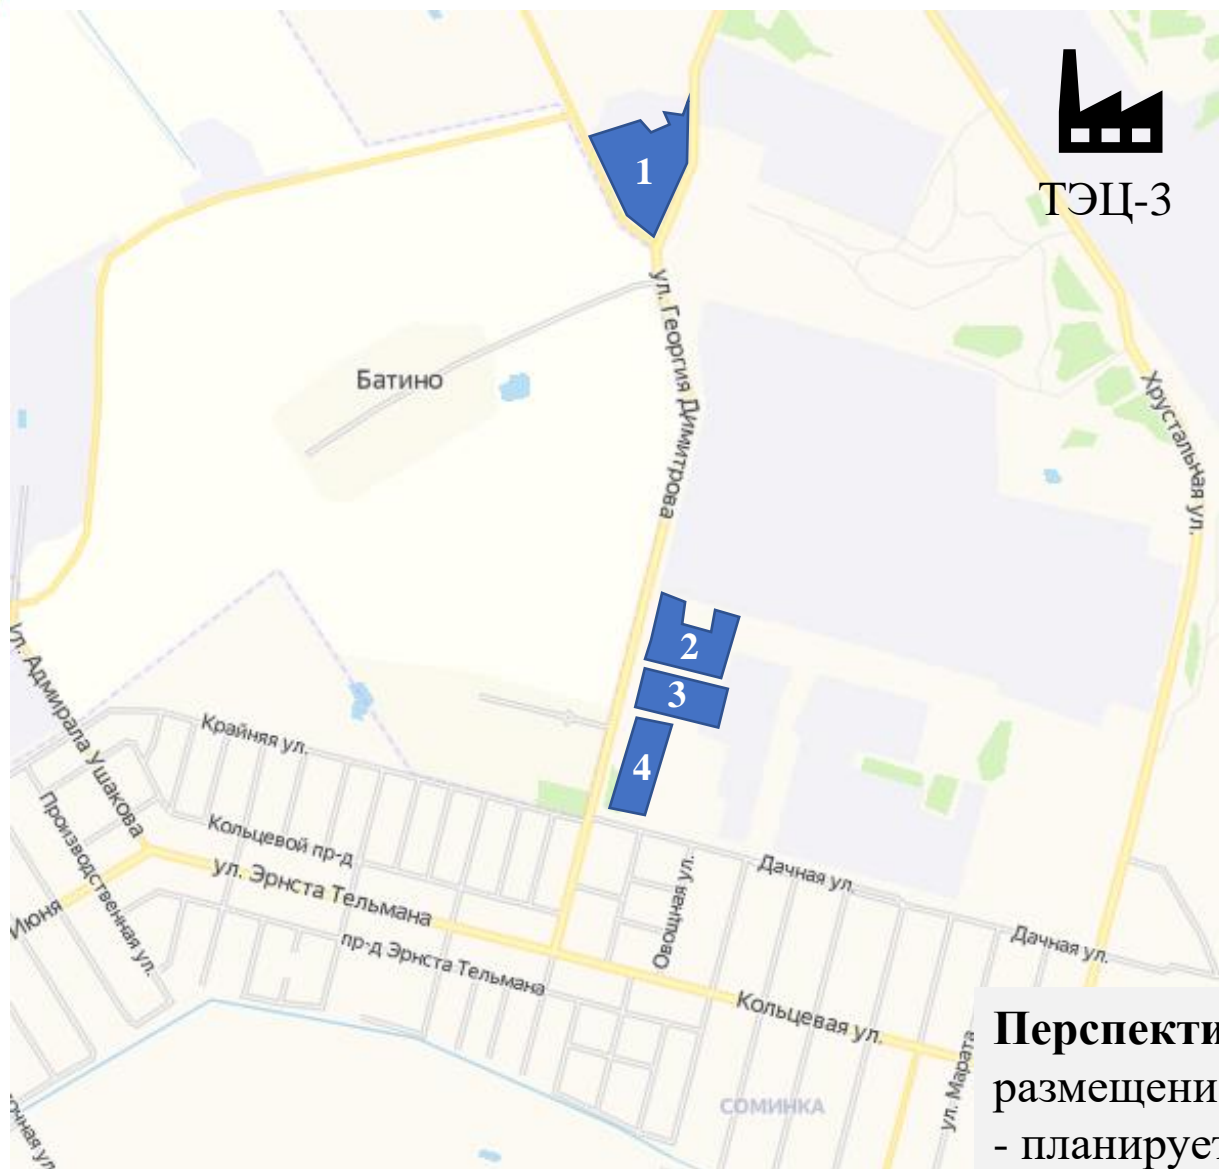 1
ТЭЦ-3
ул. Георгия Димитрова
Батино
Хрустальная ул.
2
3
4
ул. Адмирала Ушакова
Крайняя ул.
Производственная ул.
Кольцевой пр-д
ул. Эрнста Тельмана
Июня
пр-д Эрнста Тельмана
Овощная ул.
Дачная ул.
Дачная ул.
Кольцевая ул.
ул. Марата
СОМИНКА
Перспекти
размещени
- планирует